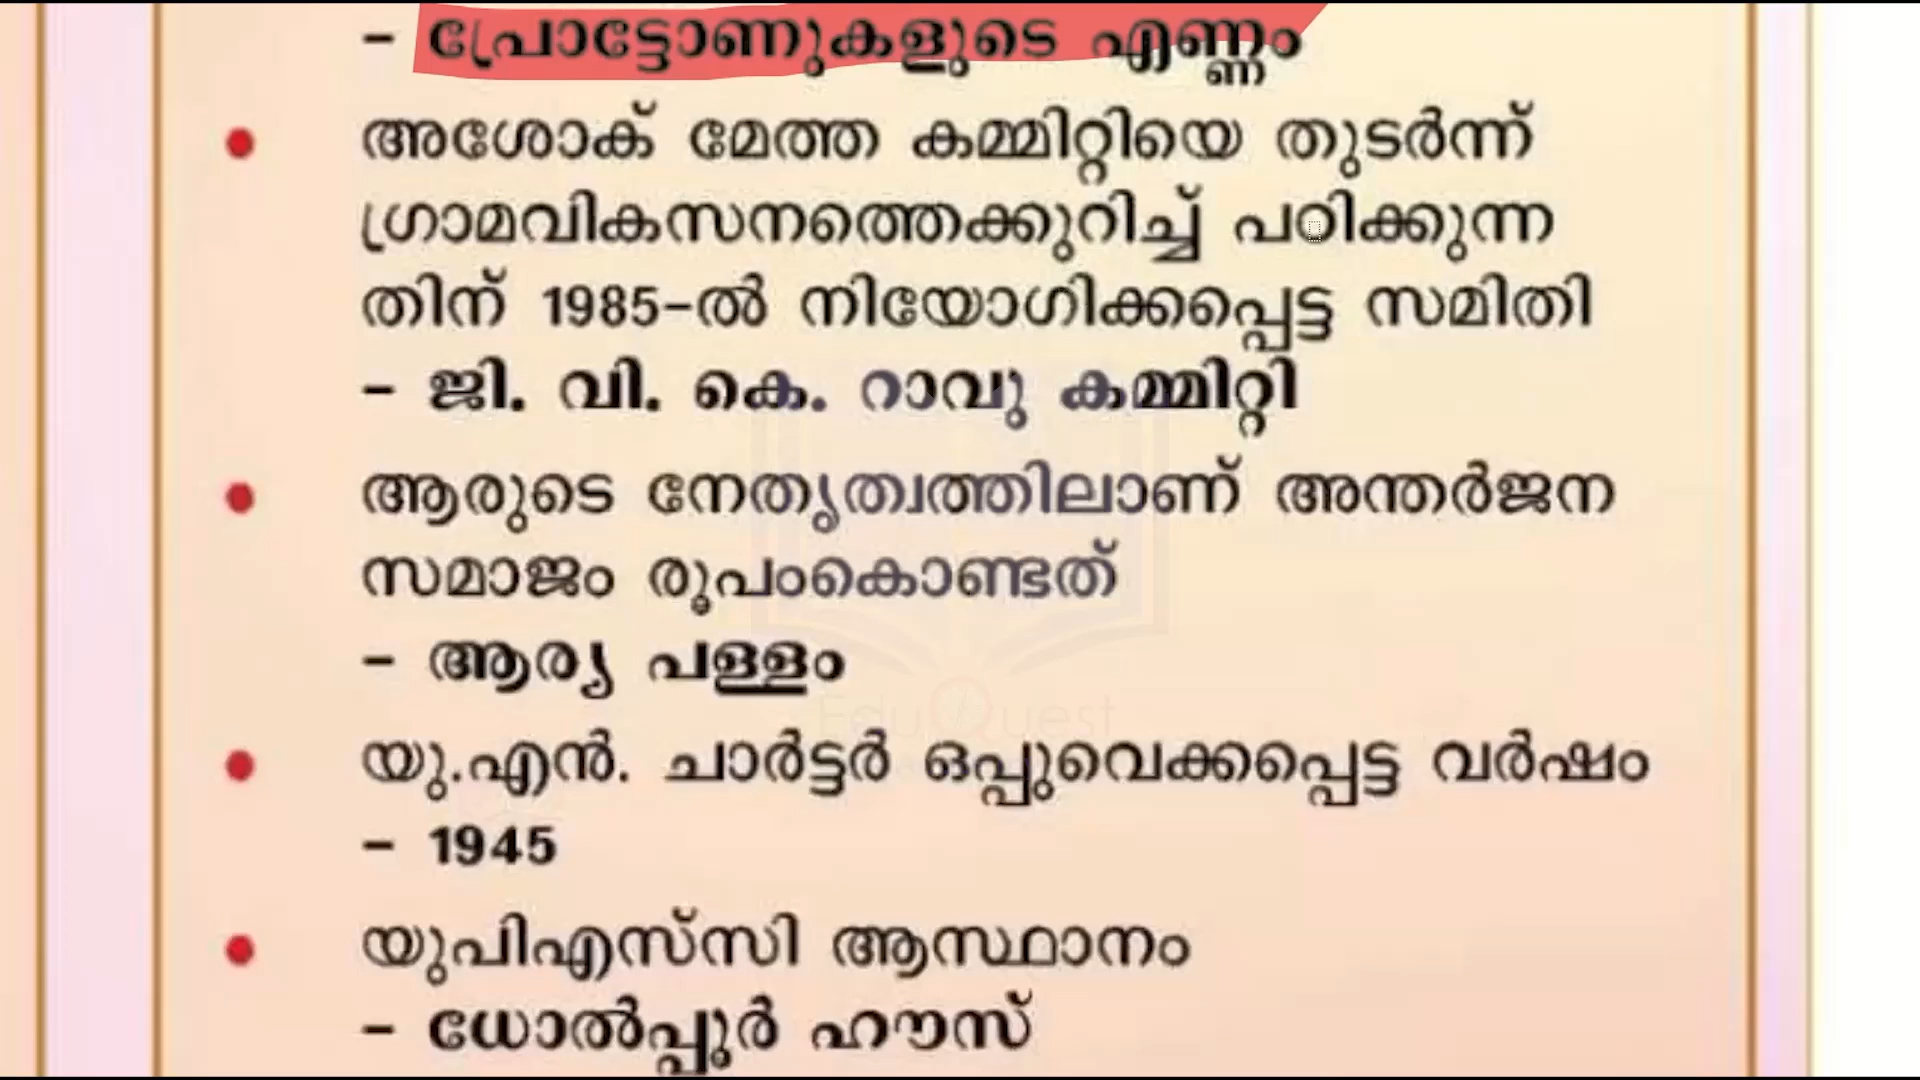 - പ്രോട്ടോണുകളുടെ എണ്ണം
• അശോക് മേത്ത കമ്മിറ്റിയെ തുടർന്ന്
ഗ്രാമവികസനത്തെക്കുറിച്ച് പഠിക്കുന്ന
തിന് 1985-ൽ നിയോഗിക്കപ്പെട്ട സമിതി
- ജി. വി. കെ. റാവു കമ്മിറ്റി
• ആരുടെ നേതൃത്വത്തിലാണ് അന്തർജന
സമാജം രൂപംകൊണ്ടത്
- ആര്യ പള്ളം
EduQuest
• യു.എൻ. ചാർട്ടർ ഒപ്പുവെക്കപ്പെട്ട വർഷം
- 1945
• യുപിഎസ്സി ആസ്ഥാനം
- ധോൽപ്പൂർ ഹൗസ്